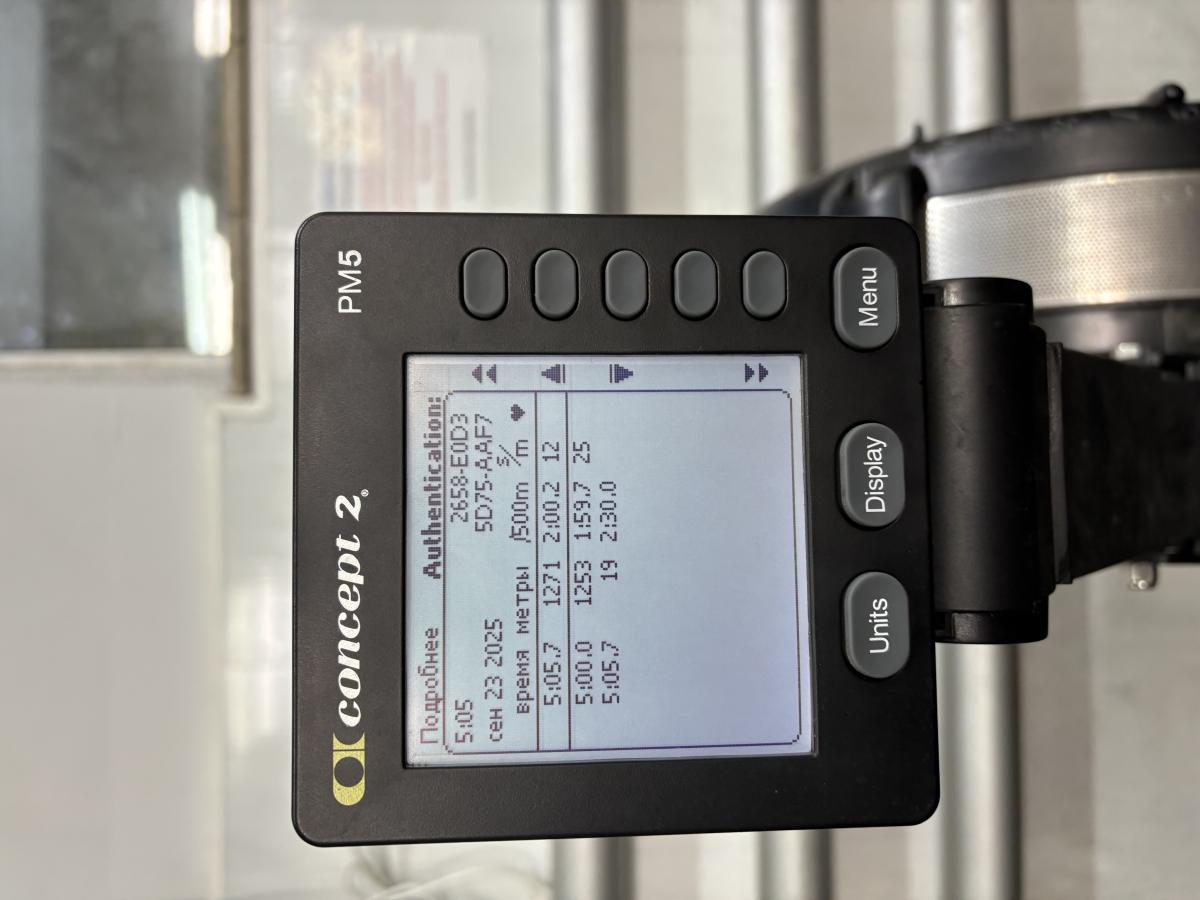 concept 2® PM5
Подробнее Authentication:
5:05 2658-E0D3
сен 23 2025 5D75-AAF7
время метры /500m s/m ♥
5:05.7 1271 2:00.2 12
5:00.0 1253 1:59.7 25
5:05.7 19 2:30.0
Units Display Menu